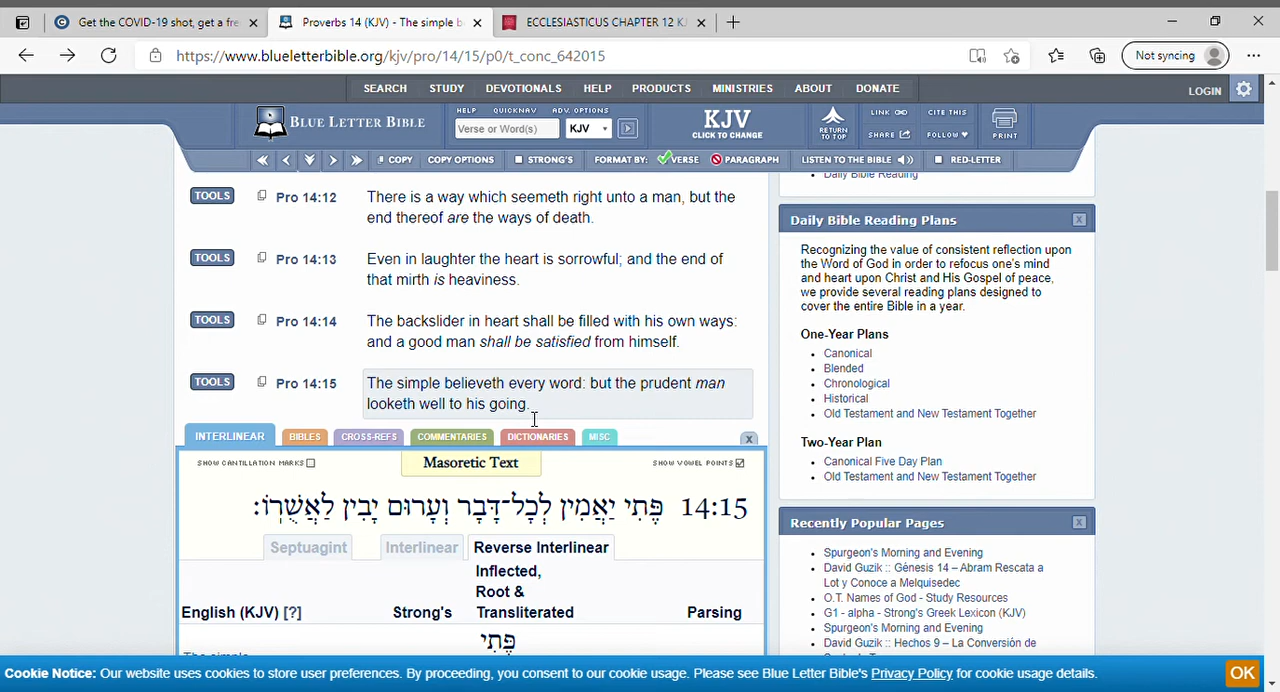 Get the COVID-19 shot, get a fre
Proverbs 14 (KJV) - The simple b
ECCLESIASTICUS CHAPTER 12 KJ
https://www.blueletterbible.org/kjv/pro/14/15/p0/t_conc_642015
Not syncing
SEARCH STUDY DEVOTIONALS HELP PRODUCTS MINISTRIES ABOUT DONATE
LOGIN
BLUE LETTER BIBLE
HELP QUICKNAV ADV. OPTIONS
Verse or Word(s) KJV
KJV
CLICK TO CHANGE
RETURN TO TOP
LINK CITE THIS
SHARE FOLLOW
PRINT
COPY COPY OPTIONS STRONG'S FORMAT BY: VERSE PARAGRAPH LISTEN TO THE BIBLE RED-LETTER
TOOLS Pro 14:12 There is a way which seemeth right unto a man, but the
end thereof are the ways of death.
TOOLS Pro 14:13 Even in laughter the heart is sorrowful; and the end of
that mirth is heaviness.
TOOLS Pro 14:14 The backslider in heart shall be filled with his own ways:
and a good man shall be satisfied from himself.
TOOLS Pro 14:15 The simple believeth every word: but the prudent man
looketh well to his going.
INTERLINEAR BIBLES CROSS-REFS COMMENTARIES DICTIONARIES MISC X
SHOW CANTILLATION MARKS Masoretic Text SHOW VOWEL POINTS
14:15 פֶּתִי יַאֲמִין לְכָל־דָּבָר וְעָרוּם יָבִין לַאֲשֻׁרוֹ׃
Septuagint Interlinear Reverse Interlinear
English (KJV) [?] Strong's Inflected,
Root &
Transliterated Parsing
The simple
פֶּתִי
Daily Bible Reading
Daily Bible Reading Plans X
Recognizing the value of consistent reflection upon
the Word of God in order to refocus one's mind
and heart upon Christ and His Gospel of peace,
we provide several reading plans designed to
cover the entire Bible in a year.
One-Year Plans
Canonical
Blended
Chronological
Historical
Old Testament and New Testament Together
Two-Year Plan
Canonical Five Day Plan
Old Testament and New Testament Together
Recently Popular Pages X
Spurgeon's Morning and Evening
David Guzik :: Génesis 14 – Abram Rescata a
Lot y Conoce a Melquisedec
O.T. Names of God - Study Resources
G1 - alpha - Strong's Greek Lexicon (KJV)
Spurgeon's Morning and Evening
David Guzik :: Hechos 9 – La Conversión de
Cookie Notice: Our website uses cookies to store user preferences. By proceeding, you consent to our cookie usage. Please see Blue Letter Bible's Privacy Policy for cookie usage details. OK